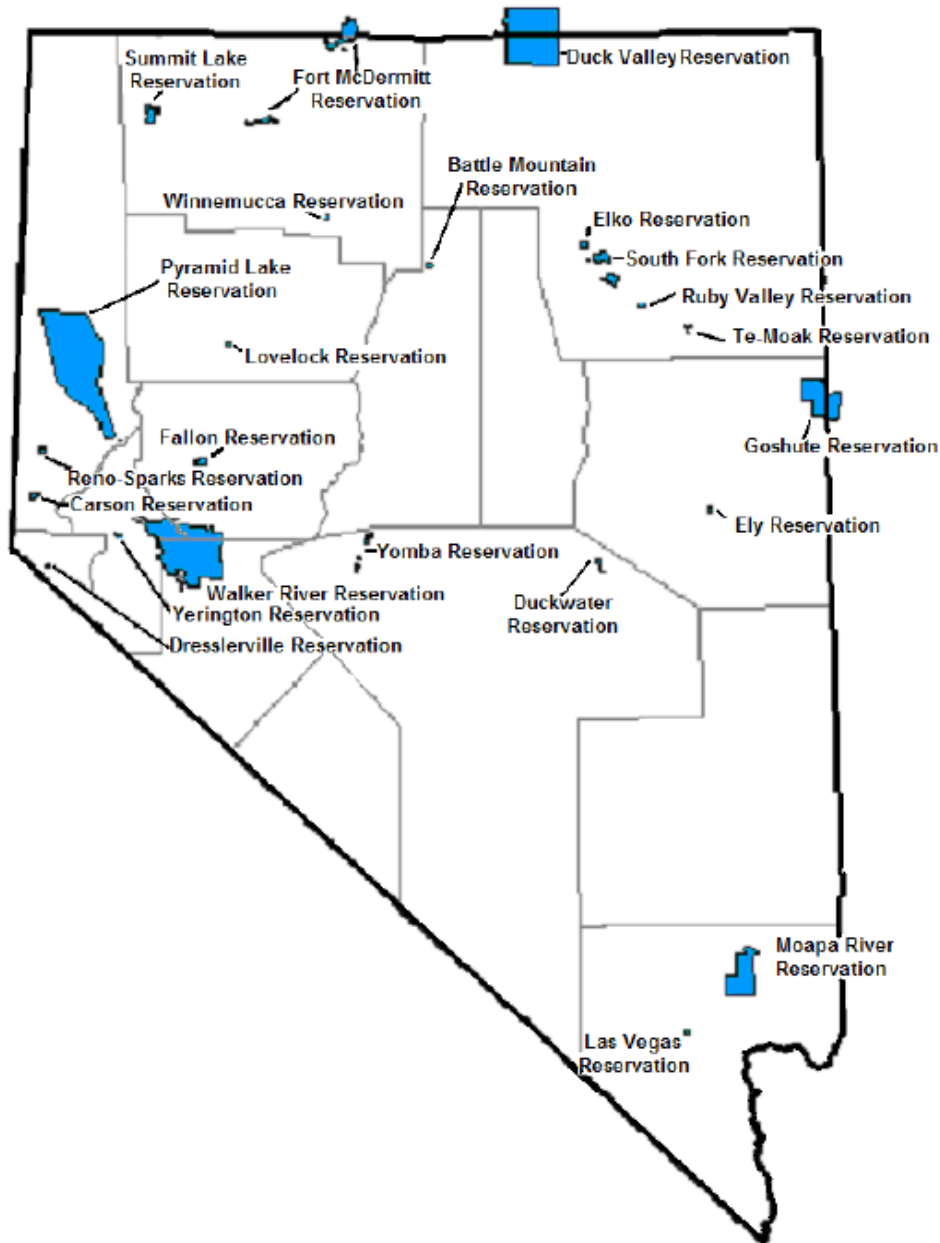 Duck Valley Reservation
Summit Lake
Reservation
Fort McDermitt
Reservation
Battle Mountain
Reservation
Winnemucca Reservation
Elko Reservation
South Fork Reservation
Pyramid Lake
Reservation
Ruby Valley Reservation
Te-Moak Reservation
Lovelock Reservation
Goshute Reservation
Fallon Reservation
Reno-Sparks Reservation
Carson Reservation
Ely Reservation
Yomba Reservation
Walker River Reservation
Duckwater
Reservation
Yerington Reservation
Dresslerville Reservation
Moapa River
Reservation
Las Vegas
Reservation